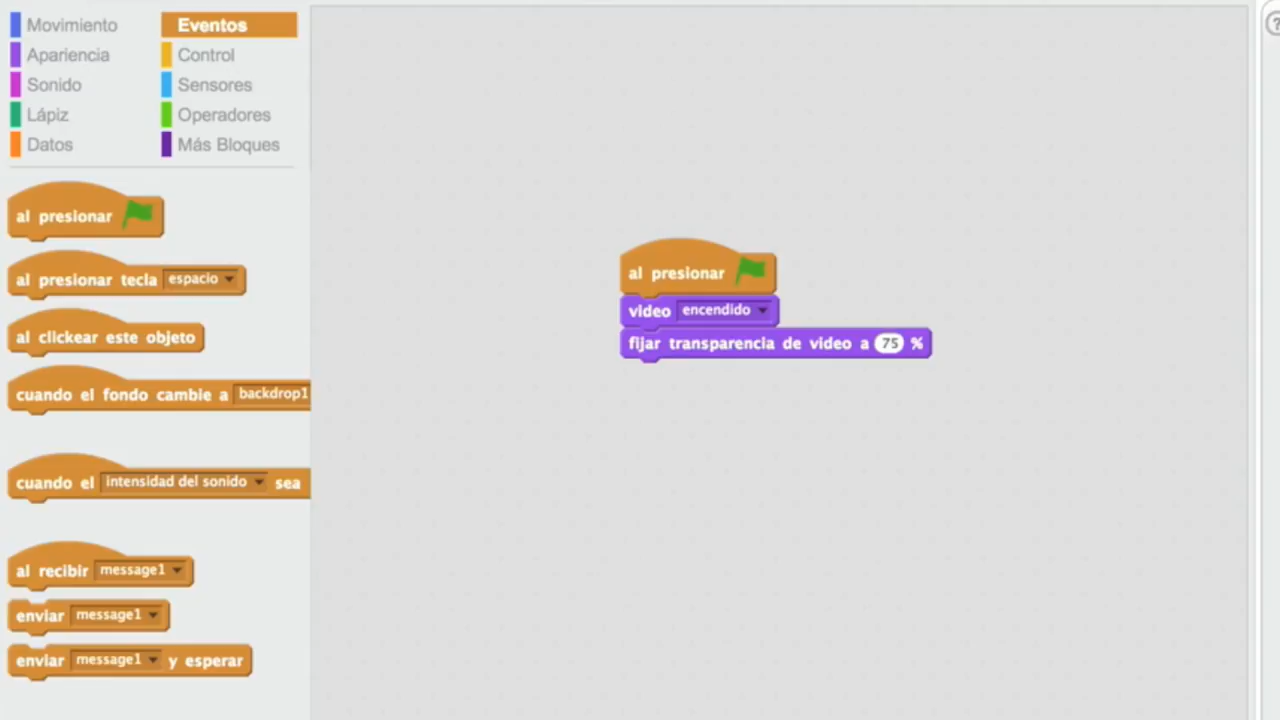 Movimiento
Eventos
Apariencia
Control
Sonido
Sensores
Lápiz
Operadores
Datos
Más Bloques
al presionar
al presionar tecla espacio
al clickear este objeto
cuando el fondo cambie a backdrop1
cuando el intensidad del sonido sea
al recibir message1
enviar message1
enviar message1 y esperar
al presionar
video encendido
fijar transparencia de video a 75 %
?